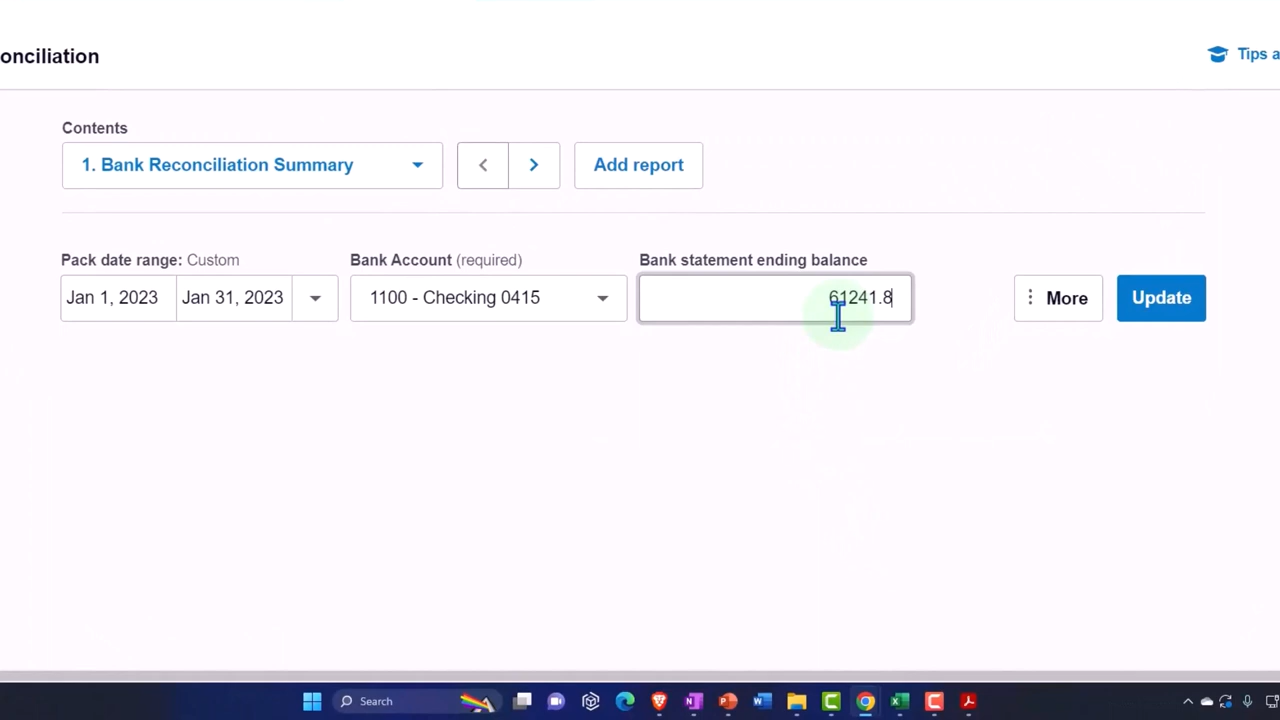 onciliation
Tips a
Contents
1. Bank Reconciliation Summary
Add report
Pack date range: Custom
Bank Account (required)
Bank statement ending balance
Jan 1, 2023
Jan 31, 2023
1100 - Checking 0415
61241.8
More
Update
Search